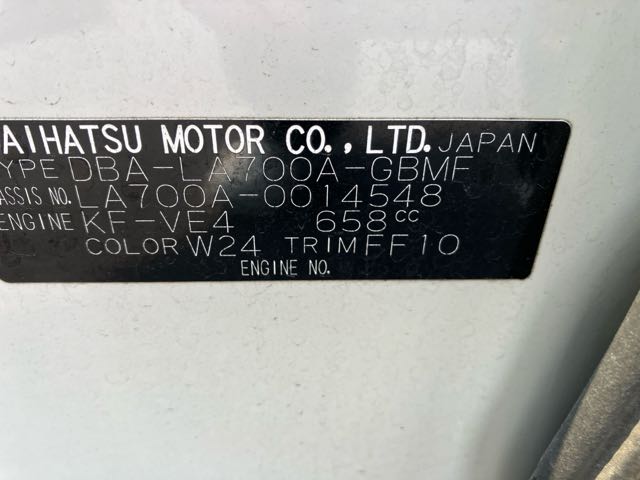 AIHATSU MOTOR CO., LTD. JAPAN
TYPE DBA-LA700A-GBMF
ASSIS NO. LA700A-0014548
ENGINE KF-VE4 658CC
COLOR W24 TRIM FF10
ENGINE NO.